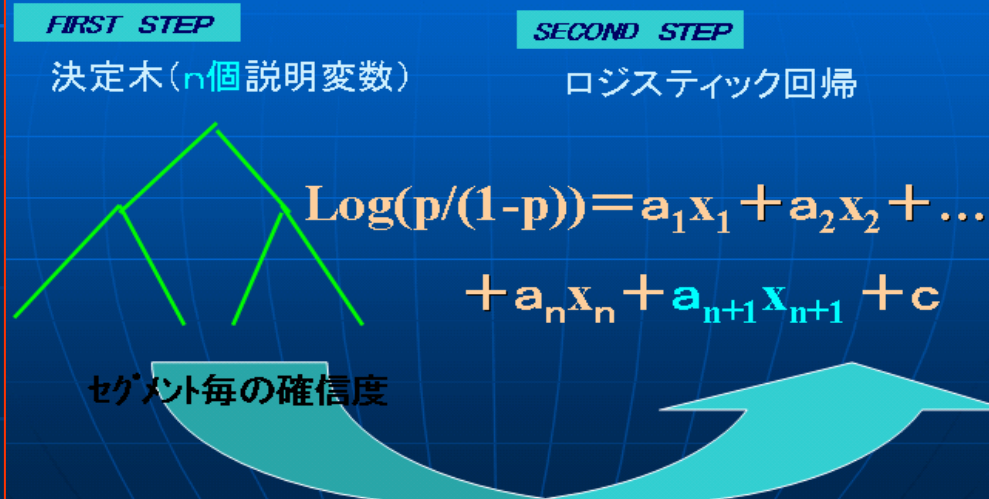 FIRST STEP
SECOND STEP
決定木(n個説明変数)
ロジスティック回帰
Log(p/(1-p))=a₁x₁+a₂x₂+...
+aₙxₙ+aₙ₊₁xₙ₊₁+c
セグメント毎の確信度